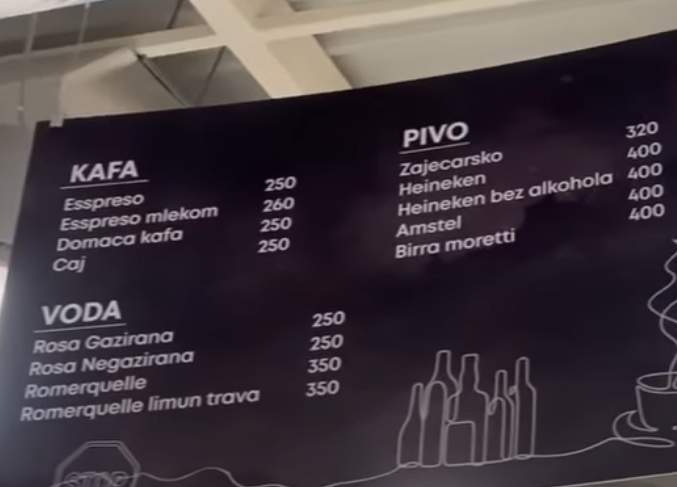 KAFA
Esspreso 250
Esspreso mlekom 260
Domaca kafa 250
Caj 250
VODA
Rosa Gazirana 250
Rosa Negazirana 250
Romerquelle 350
Romerquelle limun trava 350
STOP
PIVO
Zajecarsko 320
Heineken 400
Heineken bez alkohola 400
Amstel 400
Birra moretti 400